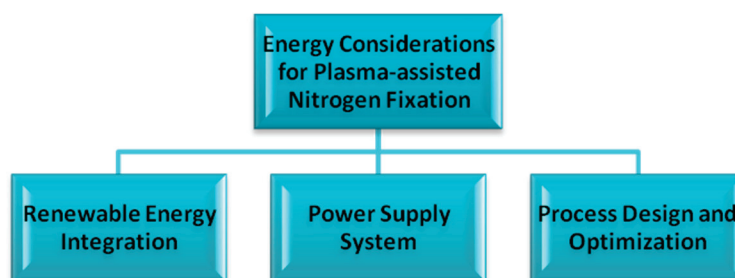 Energy Considerations
for Plasma-assisted
Nitrogen Fixation
Renewable Energy
Integration
Power Supply
System
Process Design and
Optimization